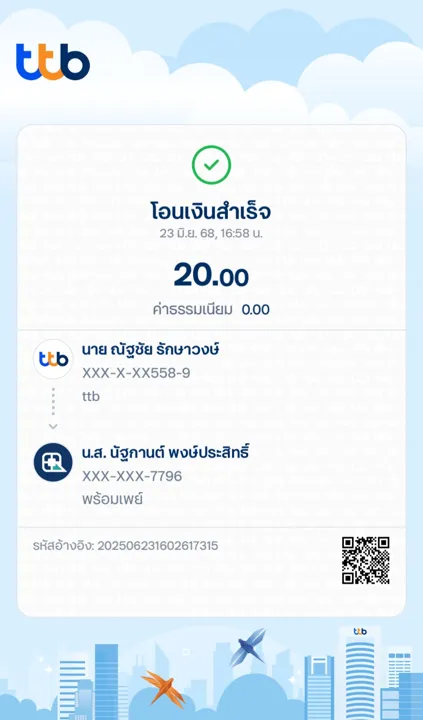 ttb
โอนเงินสำเร็จ
23 มิ.ย. 68, 16:58 น.
20.00
ค่าธรรมเนียม 0.00
ttb
นาย ณัฐชัย รักษาวงษ์
XXX-X-XX558-9
ttb
น.ส. นัฐกานต์ พงษ์ประสิทธิ์
XXX-XXX-7796
พร้อมเพย์
รหัสอ้างอิง: 202506231602617315
ttb